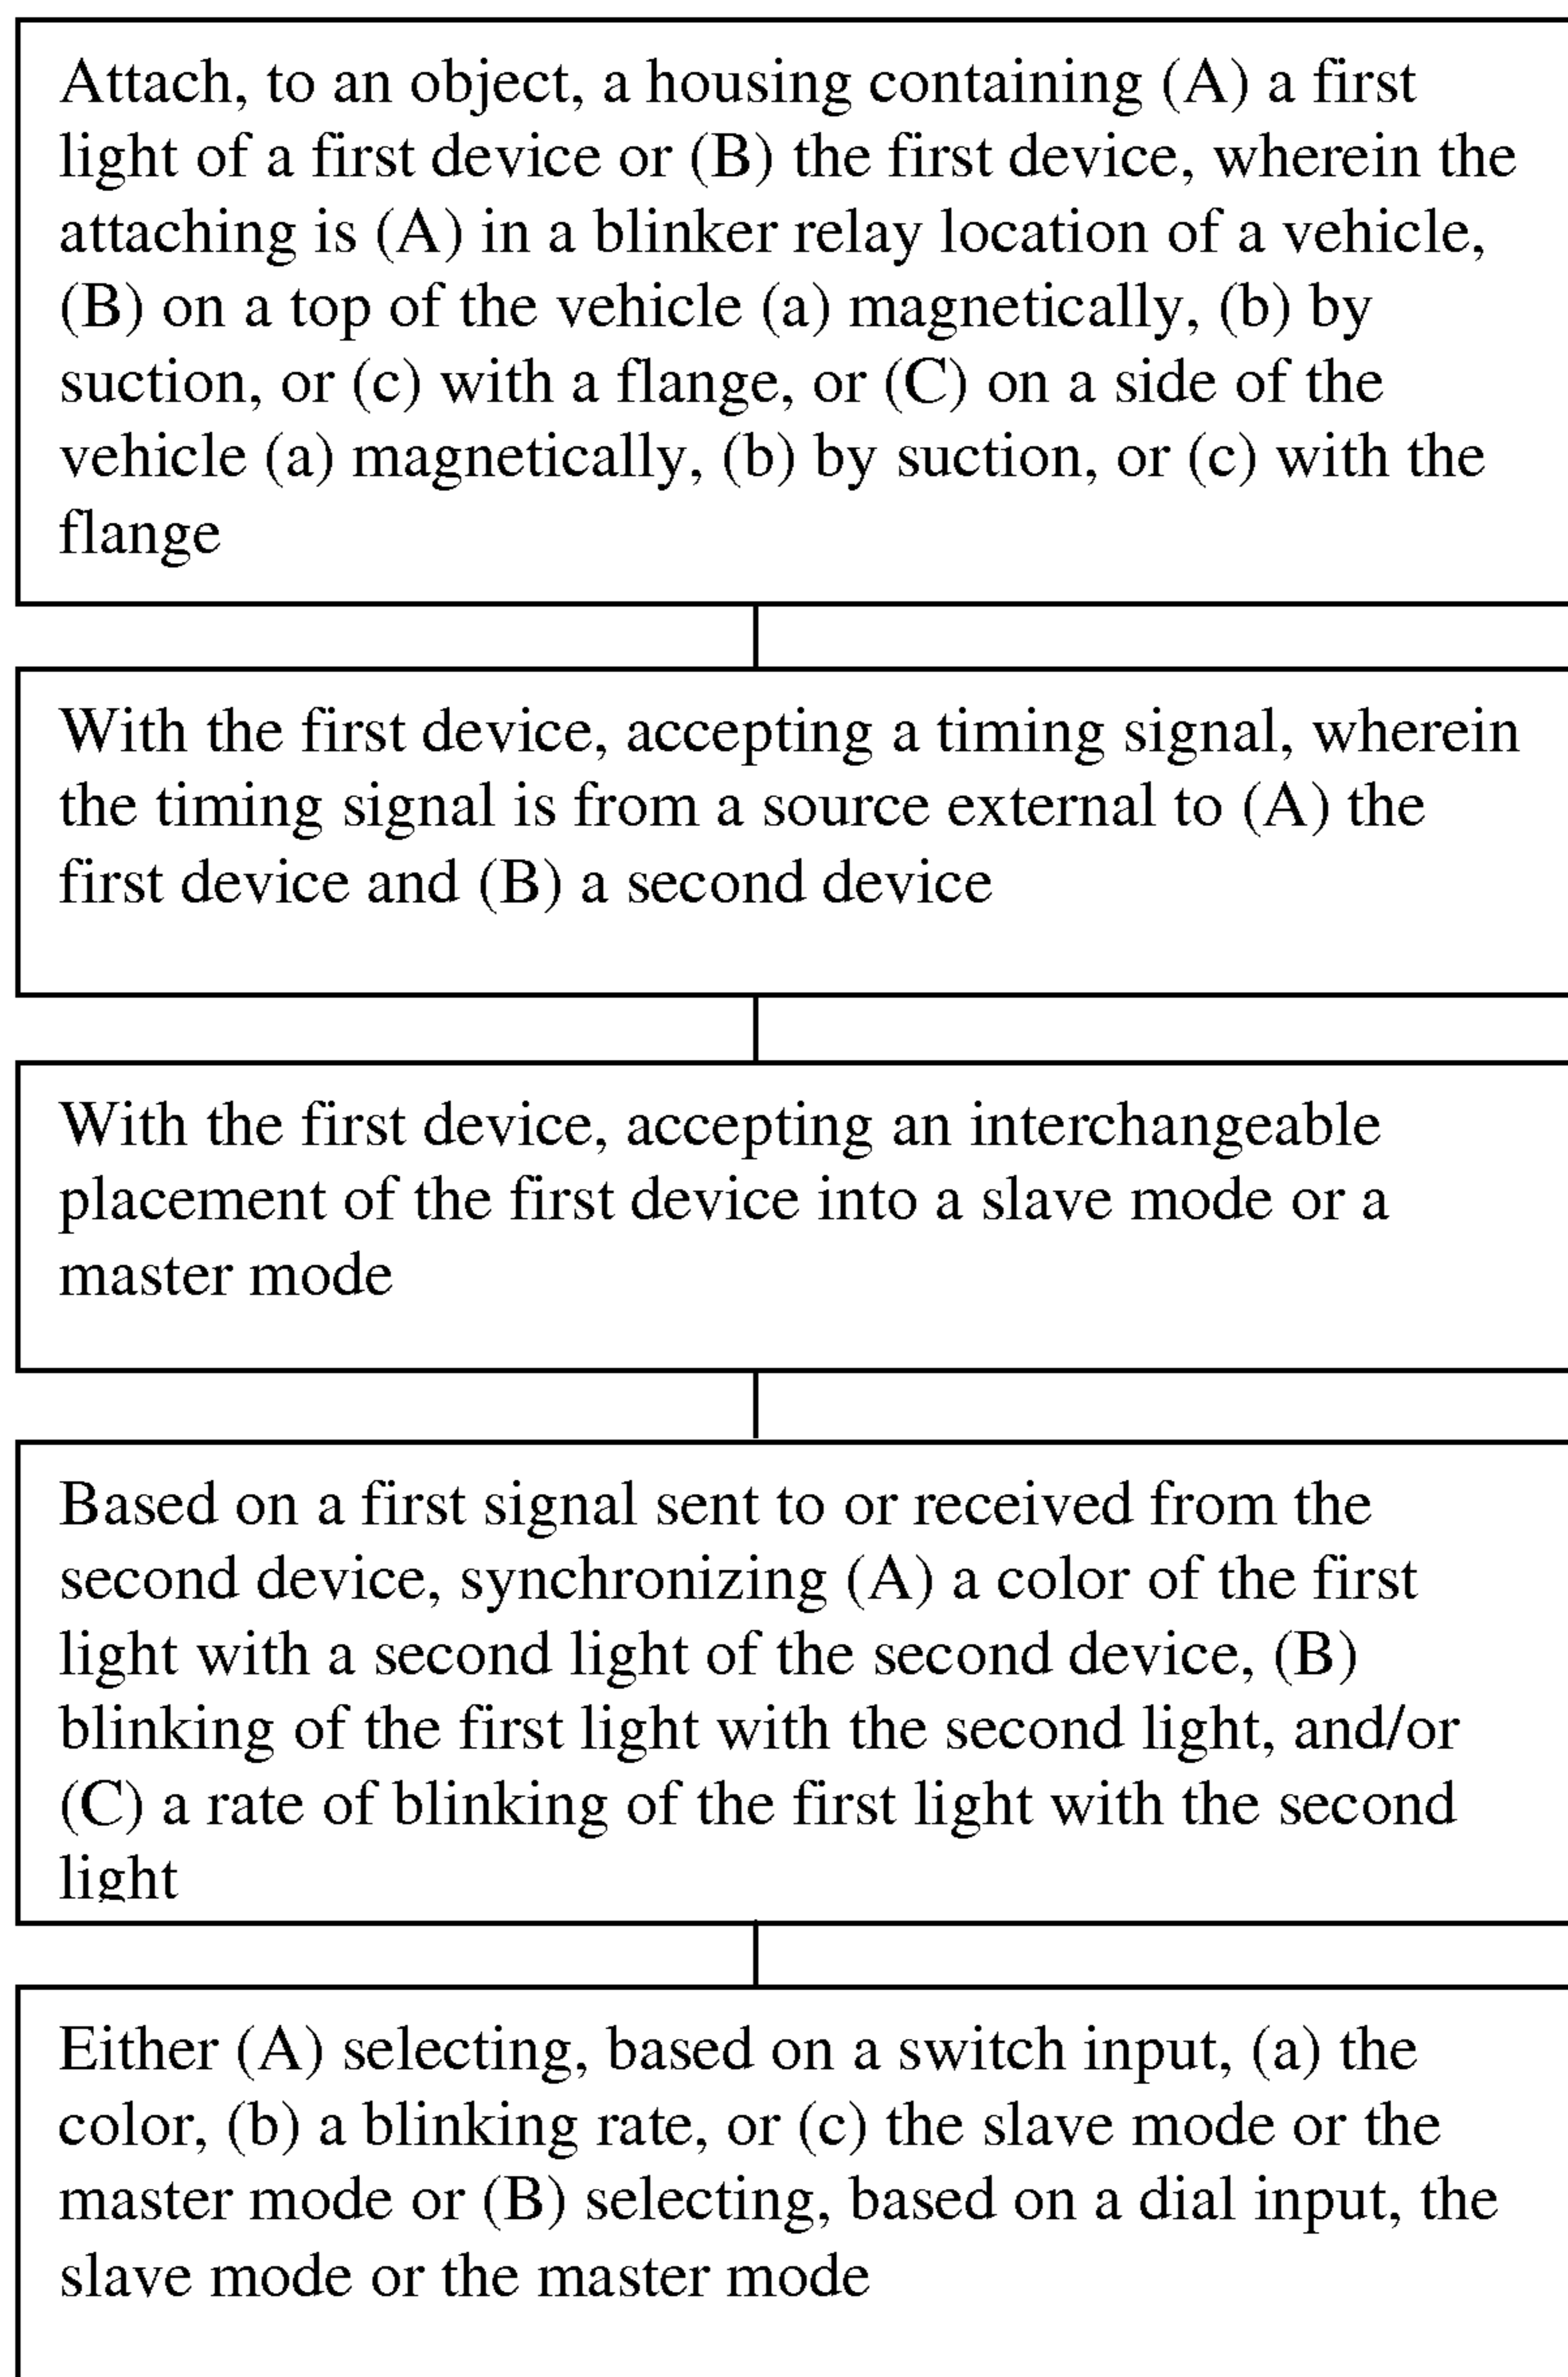 Attach, to an object, a housing containing (A) a first
light of a first device or (B) the first device, wherein the
attaching is (A) in a blinker relay location of a vehicle,
(B) on a top of the vehicle (a) magnetically, (b) by
suction, or (c) with a flange, or (C) on a side of the
vehicle (a) magnetically, (b) by suction, or (c) with the
flange
With the first device, accepting a timing signal, wherein
the timing signal is from a source external to (A) the
first device and (B) a second device
With the first device, accepting an interchangeable
placement of the first device into a slave mode or a
master mode
Based on a first signal sent to or received from the
second device, synchronizing (A) a color of the first
light with a second light of the second device, (B)
blinking of the first light with the second light, and/or
(C) a rate of blinking of the first light with the second
light
Either (A) selecting, based on a switch input, (a) the
color, (b) a blinking rate, or (c) the slave mode or the
master mode or (B) selecting, based on a dial input, the
slave mode or the master mode